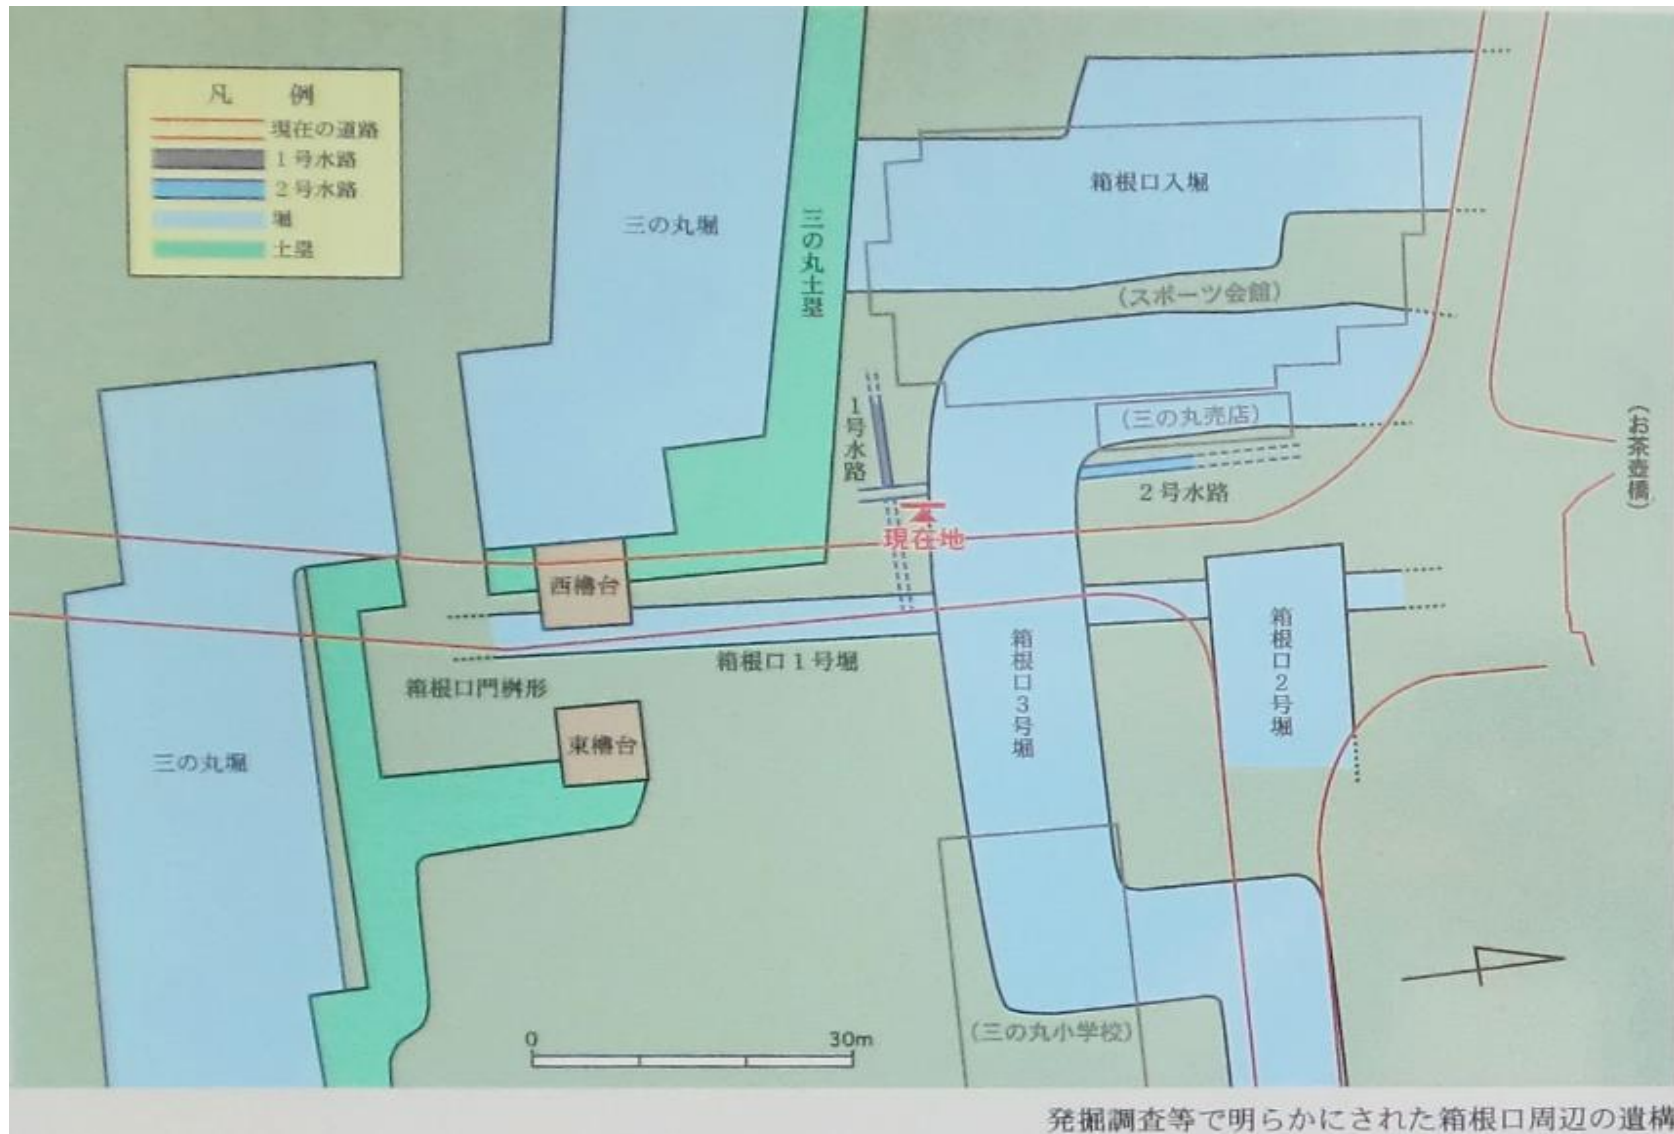 凡 例
現在の道路
1号水路
2号水路
堀
土塁
三の丸堀
三の丸土塁
箱根口入堀
(スポーツ会館)
(三の丸売店)
1号水路
2号水路
(お茶壺橋)
現在地
西櫓台
箱根口1号堀
箱根口門桝形
東櫓台
三の丸堀
箱根口3号堀
箱根口2号堀
(三の丸小学校)
0 30m
発掘調査等で明らかにされた箱根口周辺の遺構